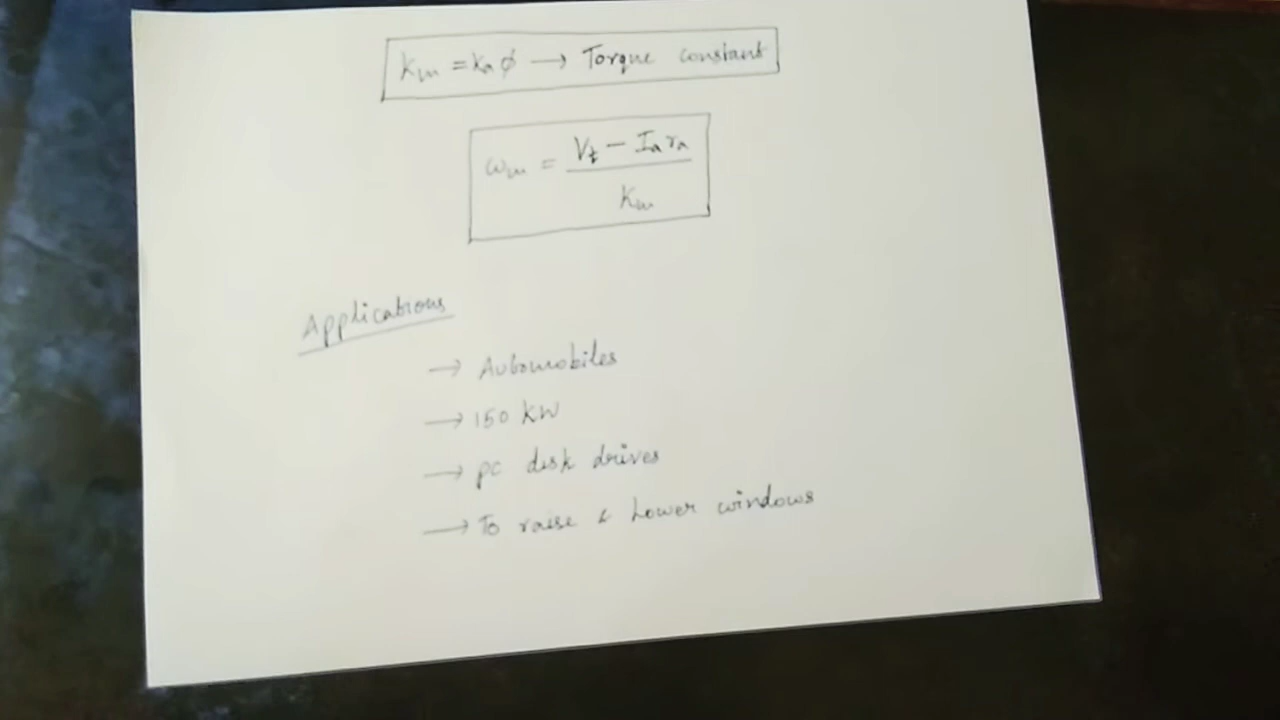 Km = Ka ϕ → Torque constant
ωm = Vt - Ia ra
Km
Applications
→ Automobiles
→ 150 KW
→ pc disk drives
→ To raise & Lower windows